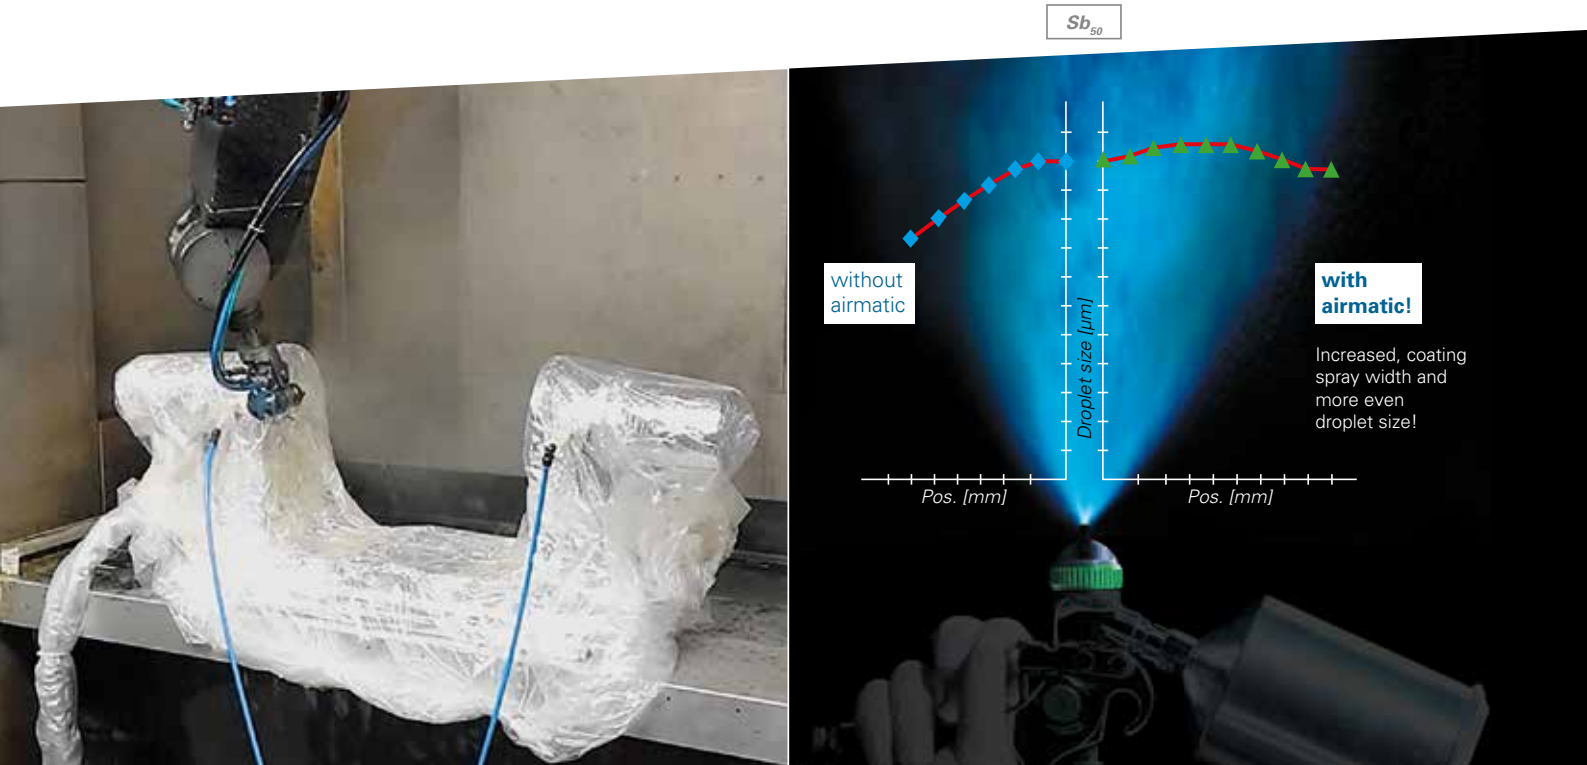 Sb50
without
airmatic
with
airmatic!
Increased, coating
spray width and
more even
droplet size!
Droplet size [µm]
Pos. [mm]
Pos. [mm]